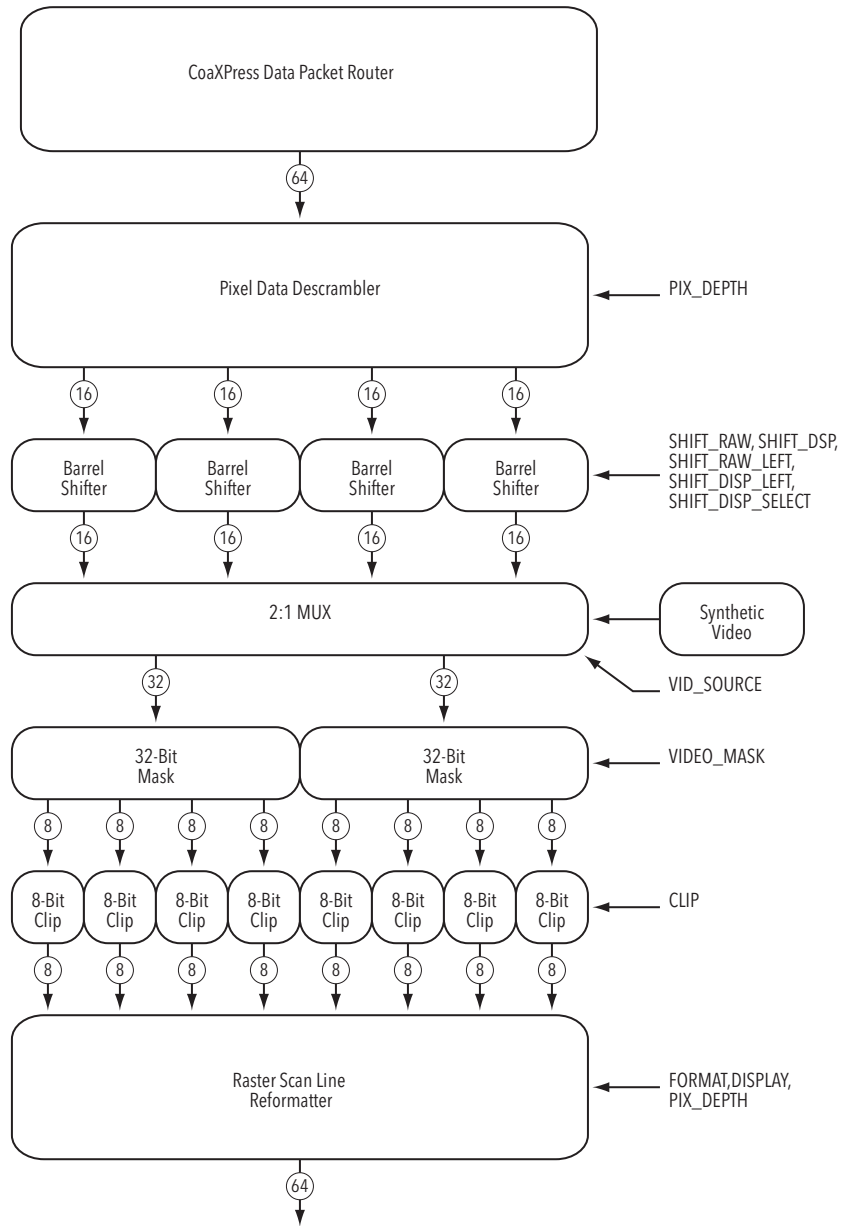 CoaXPress Data Packet Router
64
Pixel Data Descrambler
PIX_DEPTH
16
16
16
16
Barrel
Shifter
Barrel
Shifter
Barrel
Shifter
Barrel
Shifter
SHIFT_RAW, SHIFT_DSP,
SHIFT_RAW_LEFT,
SHIFT_DISP_LEFT,
SHIFT_DISP_SELECT
16
16
16
16
2:1 MUX
Synthetic
Video
VID_SOURCE
32
32
32-Bit
Mask
32-Bit
Mask
VIDEO_MASK
8
8
8
8
8
8
8
8
8-Bit
Clip
8-Bit
Clip
8-Bit
Clip
8-Bit
Clip
8-Bit
Clip
8-Bit
Clip
8-Bit
Clip
8-Bit
Clip
CLIP
8
8
8
8
8
8
8
8
Raster Scan Line
Reformatter
FORMAT,DISPLAY,
PIX_DEPTH
64